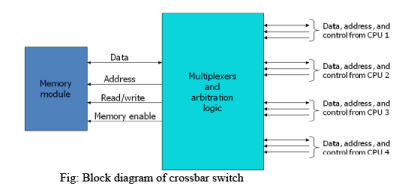 Memory
module
Data
Address
Read/write
Memory enable
Multiplexers
and
arbitration
logic
Data, address, and
control from CPU 1
Data, address, and
control from CPU 2
Data, address, and
control from CPU 3
Data, address, and
control from CPU 4
Fig: Block diagram of crossbar switch